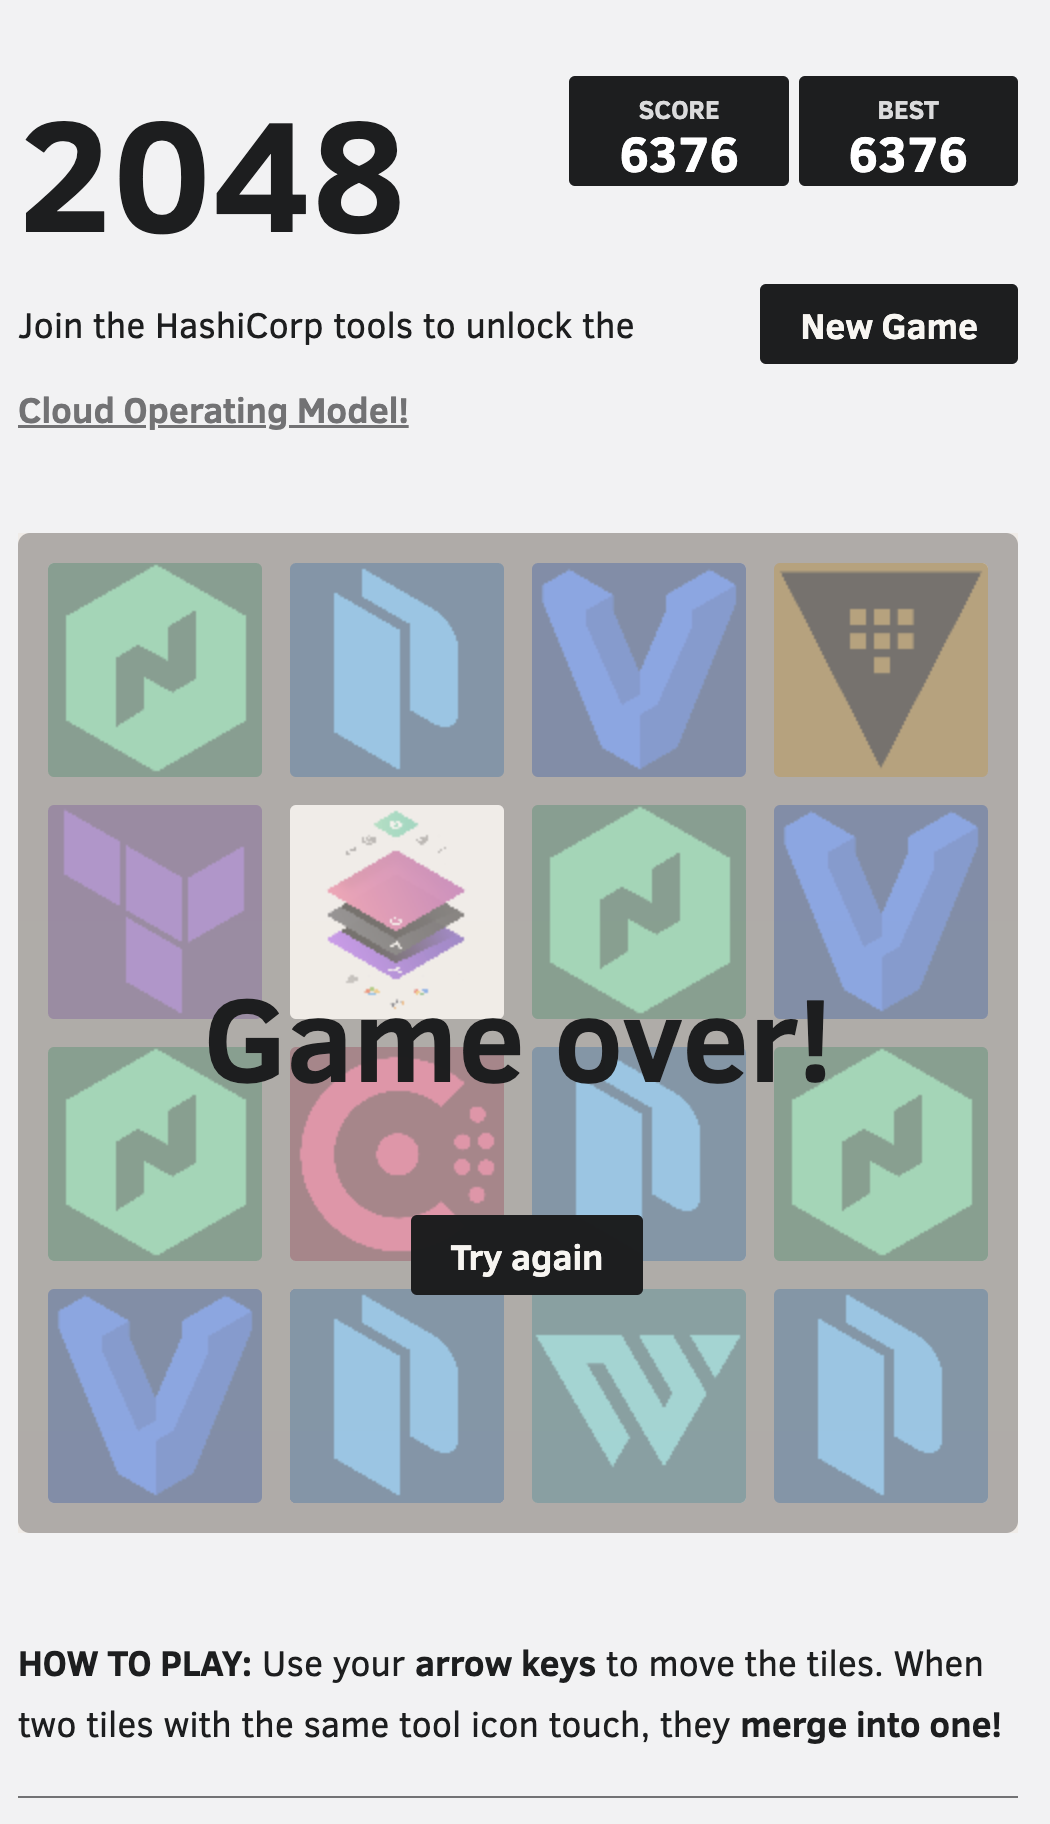 2048
SCORE
6376
BEST
6376
Join the HashiCorp tools to unlock the
Cloud Operating Model!
New Game
Game over!
Try again
HOW TO PLAY: Use your arrow keys to move the tiles. When
two tiles with the same tool icon touch, they merge into one!